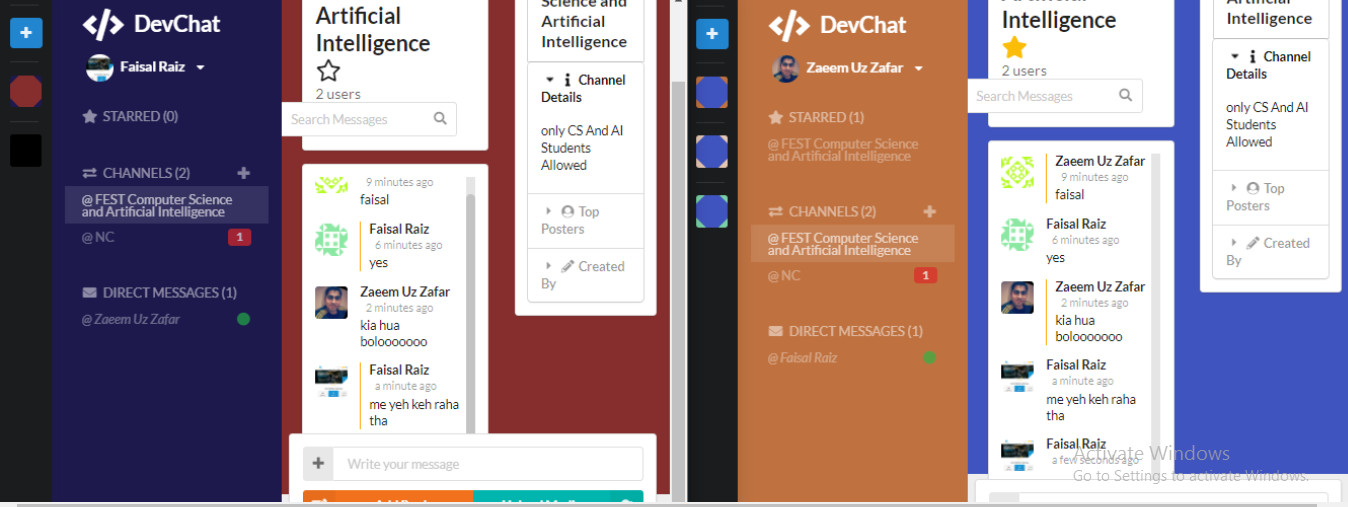 DevChat
Faisal Raiz
STARRED (0)
CHANNELS (2)
@ FEST Computer Science
and Artificial Intelligence
@ NC
1
DIRECT MESSAGES (1)
@ Zaeem Uz Zafar
Artificial
Intelligence
2 users
Search Messages
9 minutes ago
faisal
Faisal Raiz
6 minutes ago
yes
Zaeem Uz Zafar
2 minutes ago
kia hua
boloooooooo
Faisal Raiz
a minute ago
me yeh keh raha
tha
Write your message
Science and
Artificial
Intelligence
Channel
Details
only CS And AI
Students
Allowed
Top
Posters
Created
By
DevChat
Zaeem Uz Zafar
STARRED (1)
@ FEST Computer Science
and Artificial Intelligence
CHANNELS (2)
@ FEST Computer Science
and Artificial Intelligence
@ NC
1
DIRECT MESSAGES (1)
@ Faisal Raiz
Intelligence
2 users
Search Messages
Zaeem Uz Zafar
9 minutes ago
faisal
Faisal Raiz
6 minutes ago
yes
Zaeem Uz Zafar
2 minutes ago
kia hua
boloooooooo
Faisal Raiz
a minute ago
me yeh keh raha
tha
Faisal Raiz
a few seconds ago
Artificial
Intelligence
Channel
Details
only CS And AI
Students
Allowed
Top
Posters
Created
By
Activate Windows
Go to Settings to activate Windows.